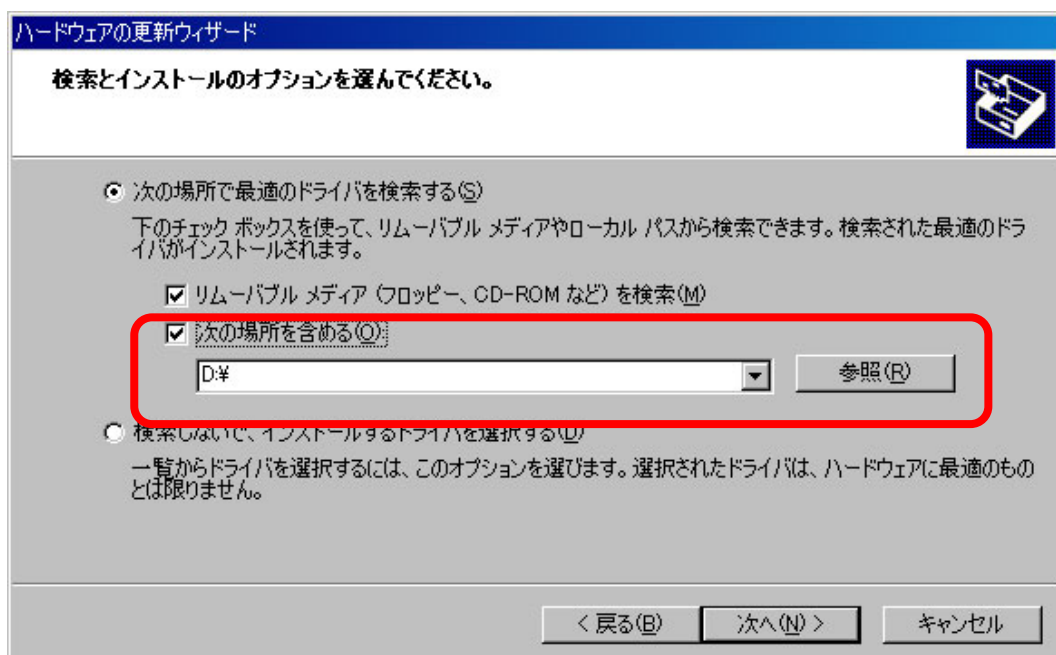 ハードウェアの更新ウィザード
検索とインストールのオプションを選んでください。
次の場所で最適のドライバを検索する(S)
下のチェック ボックスを使って、リムーバブル メディアやローカル パスから検索できます。検索された最適のドラ
イバがインストールされます。
リムーバブル メディア (フロッピー、CD-ROM など) を検索(M)
次の場所を含める(O):
D:¥
参照(R)
検索しないで、インストールするドライバを選択する(D)
一覧からドライバを選択するには、このオプションを選びます。選択されたドライバは、ハードウェアに最適のもの
とは限りません。
< 戻る(B)
次へ(N) >
キャンセル